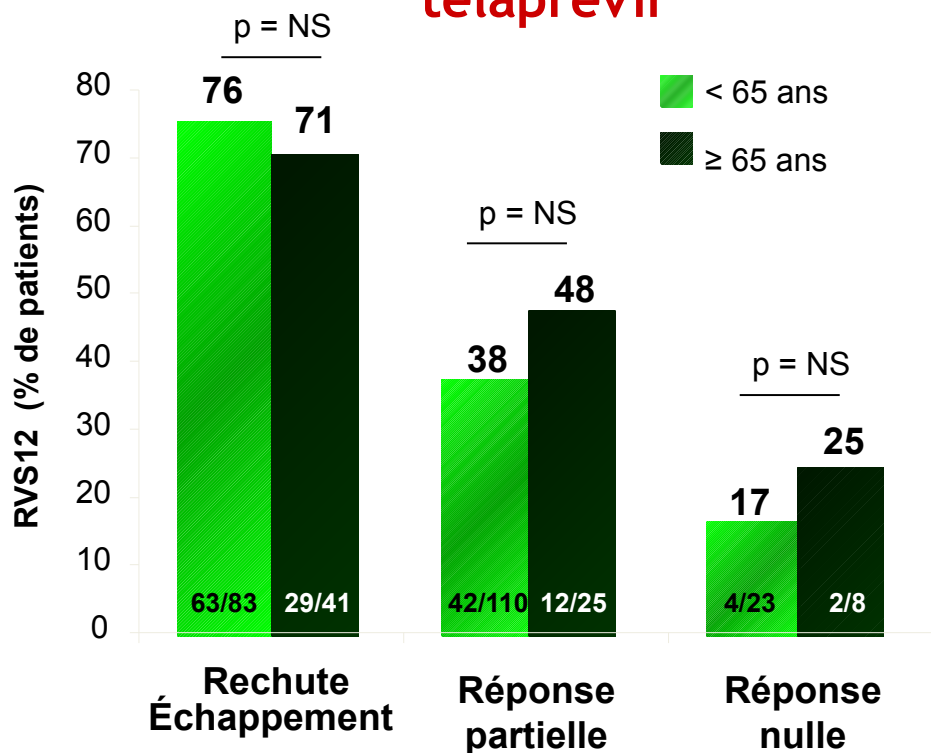 télaprévir
p = NS
76
71
< 65 ans
≥ 65 ans
p = NS
38
48
p = NS
17
25
RVS12 (% de patients)
80
70
60
50
40
30
20
10
0
63/83
29/41
42/110
12/25
4/23
2/8
Rechute
Échappement
Réponse
partielle
Réponse
nulle